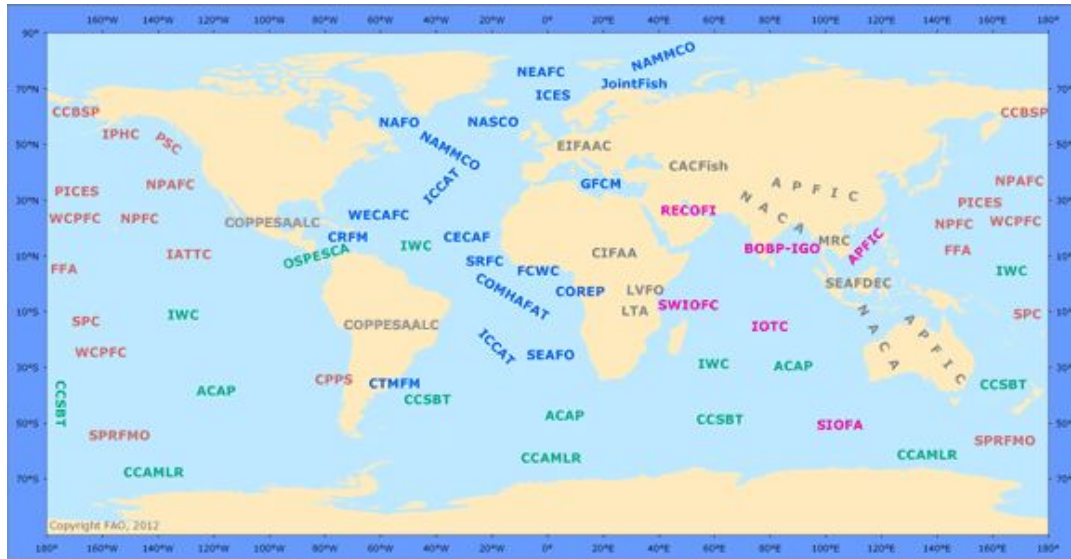 180° 160°W 140°W 120°W 100°W 80°W 60°W 40°W 20°W 0°E 20°E 40°E 60°E 80°E 100°E 120°E 140°E 160°E 180°
90°
NAMMCO
NEAFC
JointFish
70°N 70°N
ICES
CCBSP CCBSP
NAFO NASCO
IPHC PSC
NAMMCO
50°N 50°N
EIFAAC
CACFish
NPAFC ICCAT GFCM APFIC NPAFC
PICES PICES
30°N 30°N
WCPFC NPFC COPPESAALC WECAFC RECOFI NACA NPFC WCPFC
CRFM IWC CECAF BOBP-IGO MRC APFIC FFA
IATTC OSPESCA CIFAA
10°N 10°N
SRFC
FFA FCWC IWC
COMHAFAT COREP LVFO SEAFDEC
SWIOFC
LTA
10°S 10°S
SPC IWC COPPESAALC IOTC NACA APFIC SPC
WCPFC ICCAT SEAFO
IWC ACAP
30°S 30°S
CPPS CTMFM CCSBT
CCSBT ACAP CCSBT
ACAP CCSBT SIOFA
50°S 50°S
SPRFMO SPRFMO
CCAMLR CCAMLR CCAMLR
70°S 70°S
Copyright FAO, 2012
180° 160°W 140°W 120°W 100°W 80°W 60°W 40°W 20°W 0°E 20°E 40°E 60°E 80°E 100°E 120°E 140°E 160°E 180°